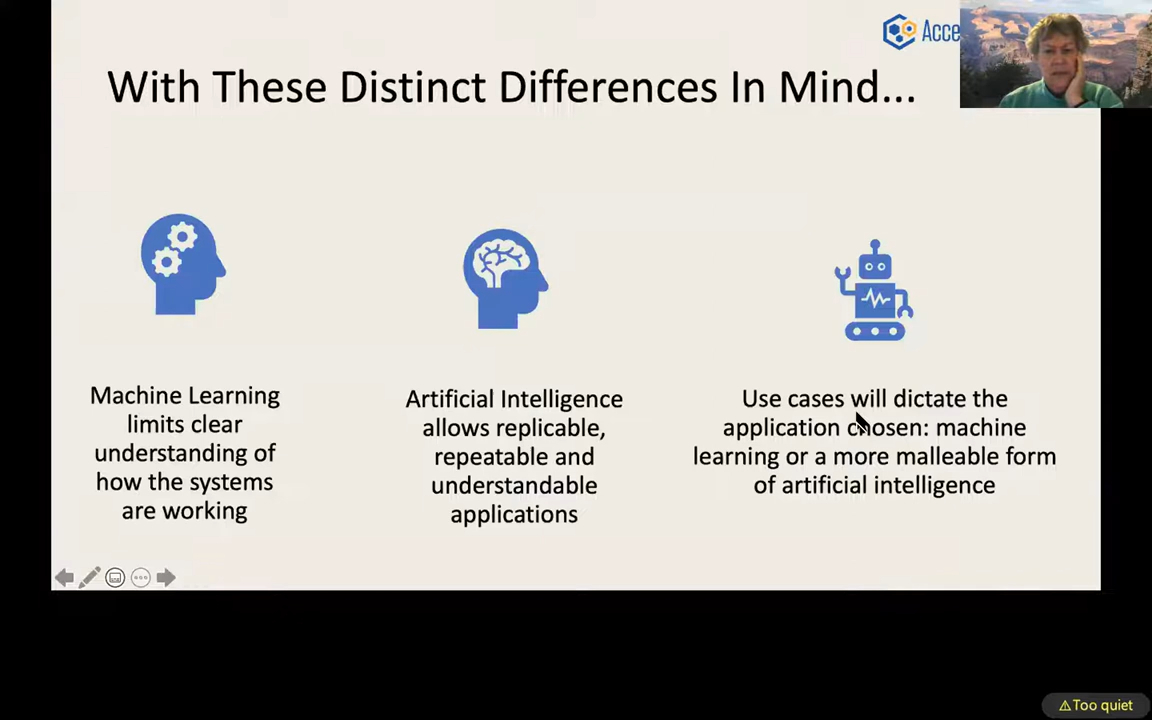 Acce
With These Distinct Differences In Mind...
Machine Learning
limits clear
understanding of
how the systems
are working
Artificial Intelligence
allows replicable,
repeatable and
understandable
applications
Use cases will dictate the
application chosen: machine
learning or a more malleable form
of artificial intelligence
Too quiet